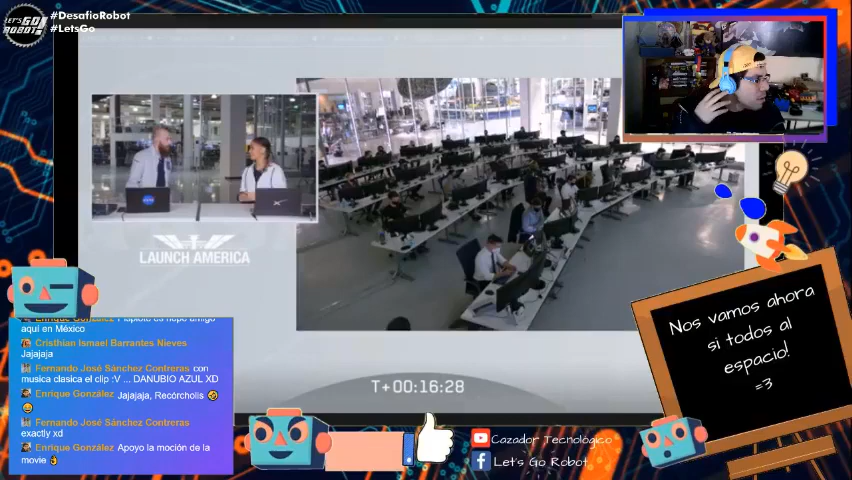 LET'S GO ROBOT!
#DesafioRobot
#LetsGo
LAUNCH AMERICA
T+00:16:28
aquí en México
Cristhian Ismael Barrantes Nieves
Jajajaja
Fernando José Sánchez Contreras con
musica clasica el clip :V ... DANUBIO AZUL XD
Enrique González Jajajaja, Recórcholis
Fernando José Sánchez Contreras
exactly xd
Enrique González Apoyo la moción de la
movie
Nos vamos ahora
si todos al
espacio!
=3
Cazador Tecnológico
Let's Go Robot